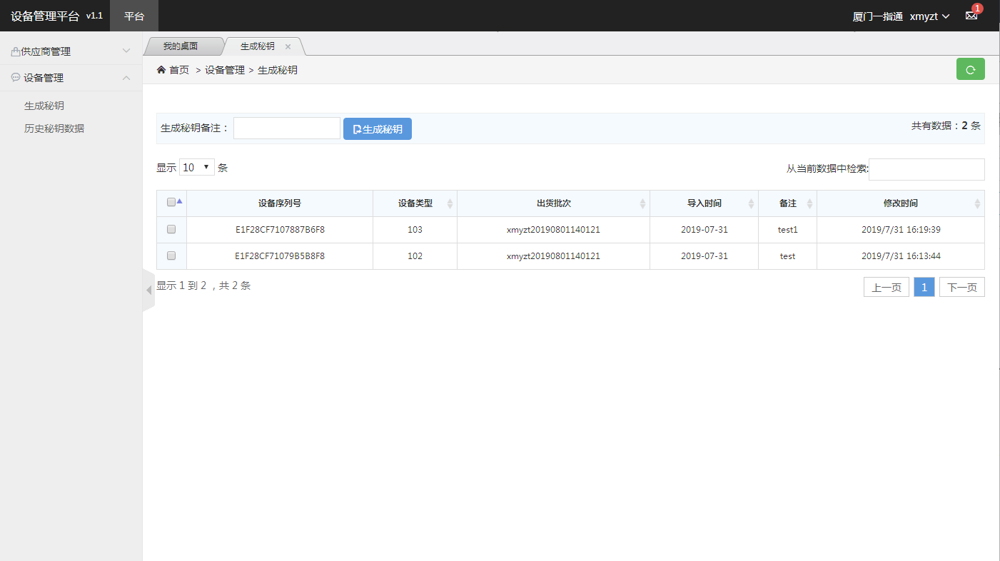 设备管理平台 v1.1 平台 厦门一指通 xmyzt 1
供应商管理
设备管理
生成秘钥
历史秘钥数据
我的桌面 生成秘钥
首页 > 设备管理 > 生成秘钥
生成秘钥备注： 生成秘钥 共有数据：2 条
显示 10 条 从当前数据中检索:
设备序列号 设备类型 出货批次 导入时间 备注 修改时间
E1F28CF7107887B6F8 103 xmyzt20190801140121 2019-07-31 test1 2019/7/31 16:19:39
E1F28CF71079B5B8F8 102 xmyzt20190801140121 2019-07-31 test 2019/7/31 16:13:44
显示 1 到 2 ，共 2 条 上一页 1 下一页